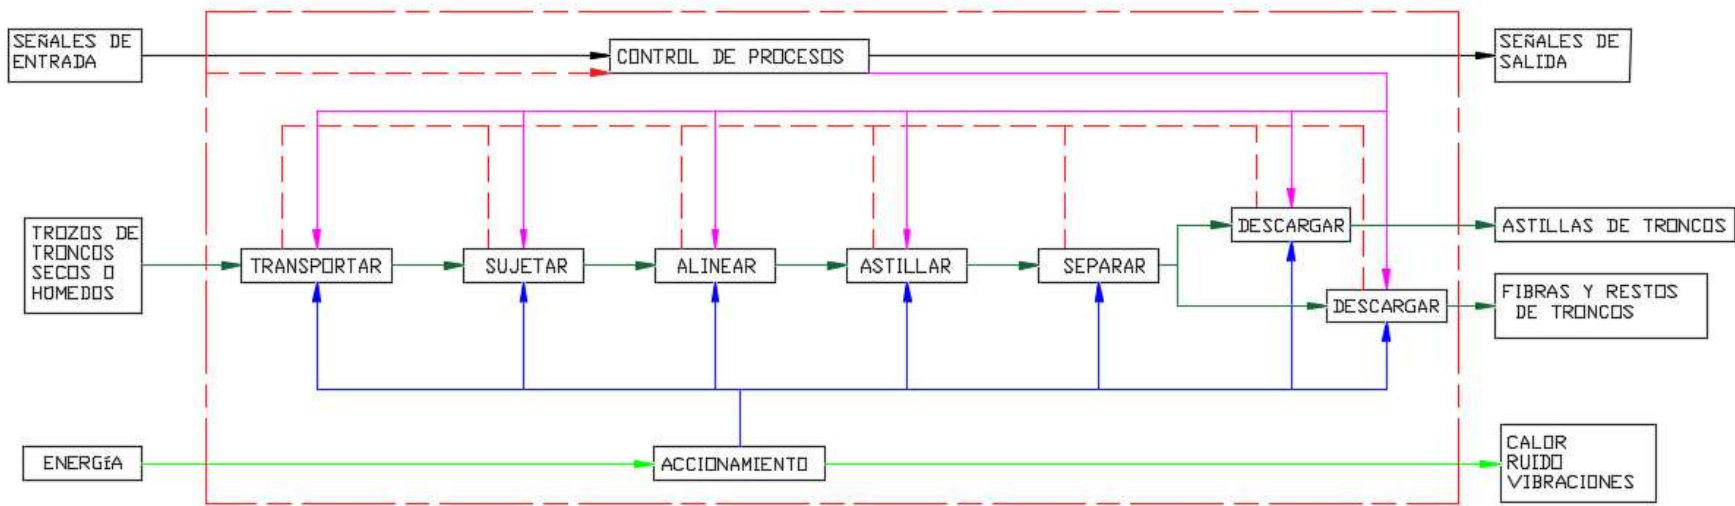 SEÑALES DE
ENTRADA
CONTROL DE PROCESOS
SEÑALES DE
SALIDA
TROZOS DE
TRONCOS
SECOS O
HÚMEDOS
TRANSPORTAR
SUJETAR
ALINEAR
ASTILLAR
SEPARAR
DESCARGAR
DESCARGAR
ASTILLAS DE TRONCOS
FIBRAS Y RESTOS
DE TRONCOS
ENERGÍA
ACCIONAMIENTO
CALOR
RUIDO
VIBRACIONES